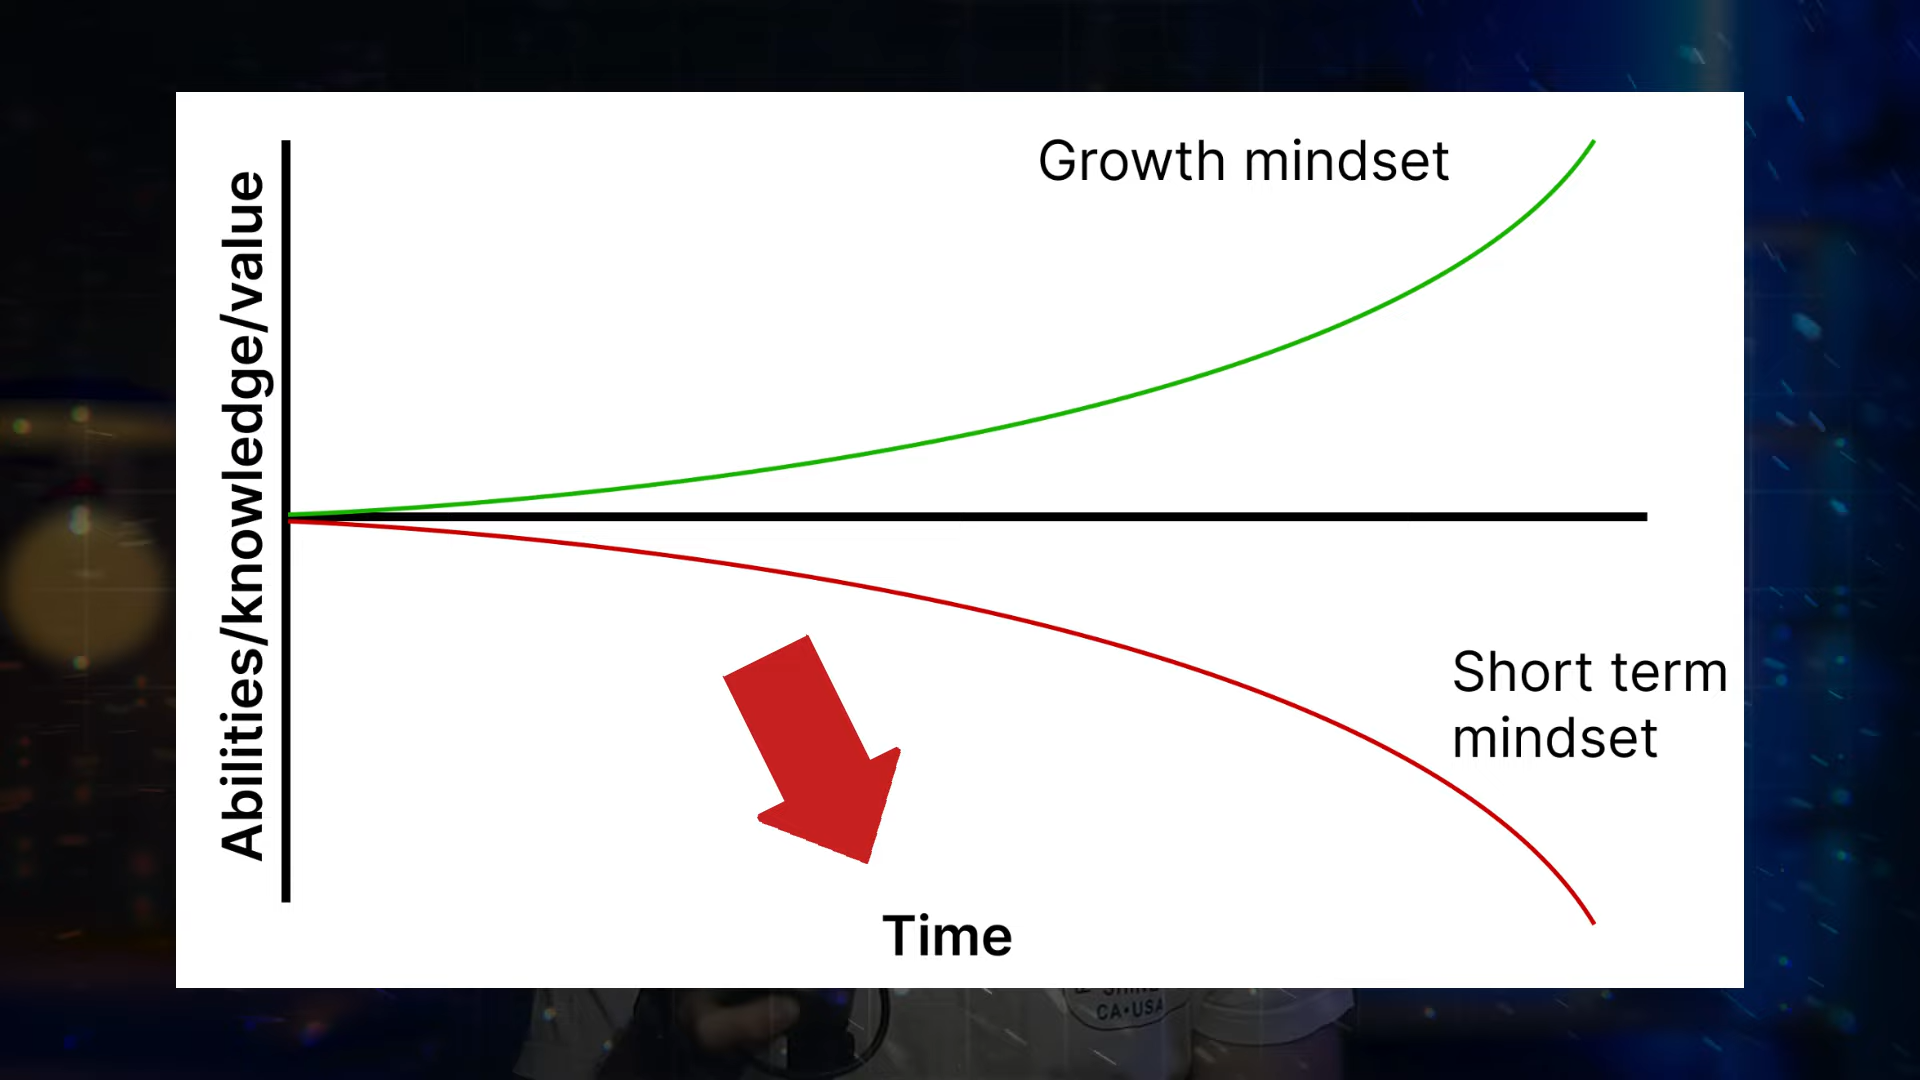 Growth mindset
Abilities/knowledge/value
Short term
mindset
Time
CA•USA